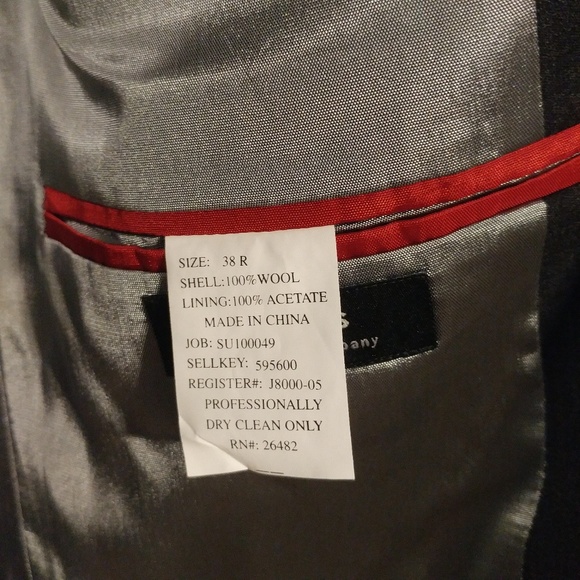 SIZE: 38 R
SHELL:100% WOOL
LINING:100% ACETATE
MADE IN CHINA
JOB: SU100049
SELLKEY: 595600
REGISTER#: J8000-05
PROFESSIONALLY
DRY CLEAN ONLY
RN#: 26482